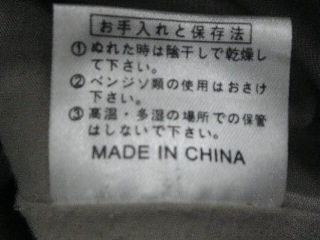 お手入れと保存法
①ぬれた時は陰干しで乾燥し
て下さい。
②ベンジソ類の使用はおさけ
下さい。
③高温・多湿の場所での保管
はしないで下さい。
MADE IN CHINA